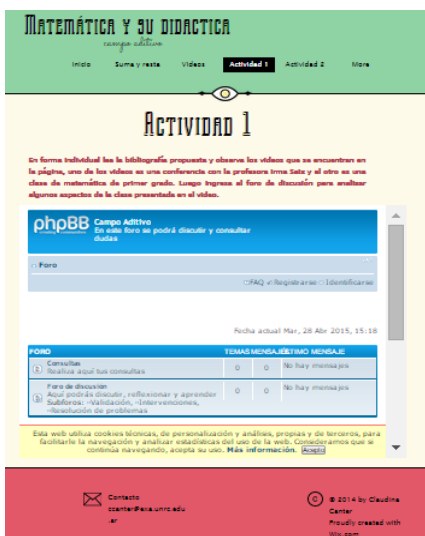 Matemática y su didactica
campo aditivo
Inicio Suma y resta Videos Actividad 1 Actividad 2 More
Actividad 1
En forma individual lea la bibliografía propuesta y observe los videos que se encuentran en
la página, uno de los videos es una conferencia con la profesora Irma Saiz y el otro es una
clase de matemática de primer grado. Luego ingresa al foro de discusión para analizar
algunos aspectos de la clase presentada en el video.
phpBB Campo Aditivo
En este foro se podrá discutir y consultar
dudas
Foro
FAQ Registrarse Identificarse
Fecha actual Mar, 28 Abr 2015, 15:18
FORO TEMAS MENSAJES ÚLTIMO MENSAJE
Consultas
Realiza aquí tus consultas
0 0 No hay mensajes
Foro de discusión
Aquí podrás discutir, reflexionar y aprender
Subforos: Validación, Intervenciones,
Resolución de problemas
0 0 No hay mensajes
Esta web utiliza cookies técnicas, de personalización y análisis, propias y de terceros, para
facilitarle la navegación y analizar estadísticas del uso de la web. Consideramos que si
continúa navegando, acepta su uso. Más información. Acepto
Contacto
ccanter@exa.unrc.edu
.ar
© 2014 by Claudina
Canter
Proudly created with
Wix.com